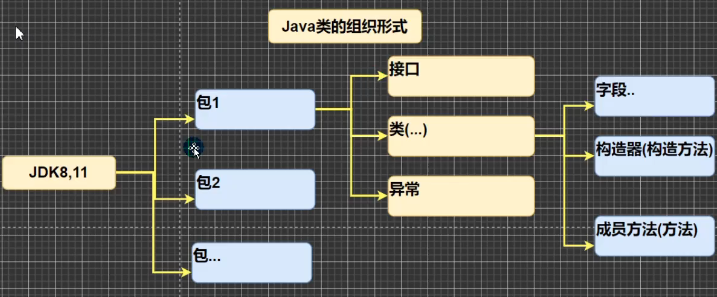 Java类的组织形式
JDK8,11
包1
包2
包...
接口
类(...)
异常
字段..
构造器(构造方法)
成员方法(方法)